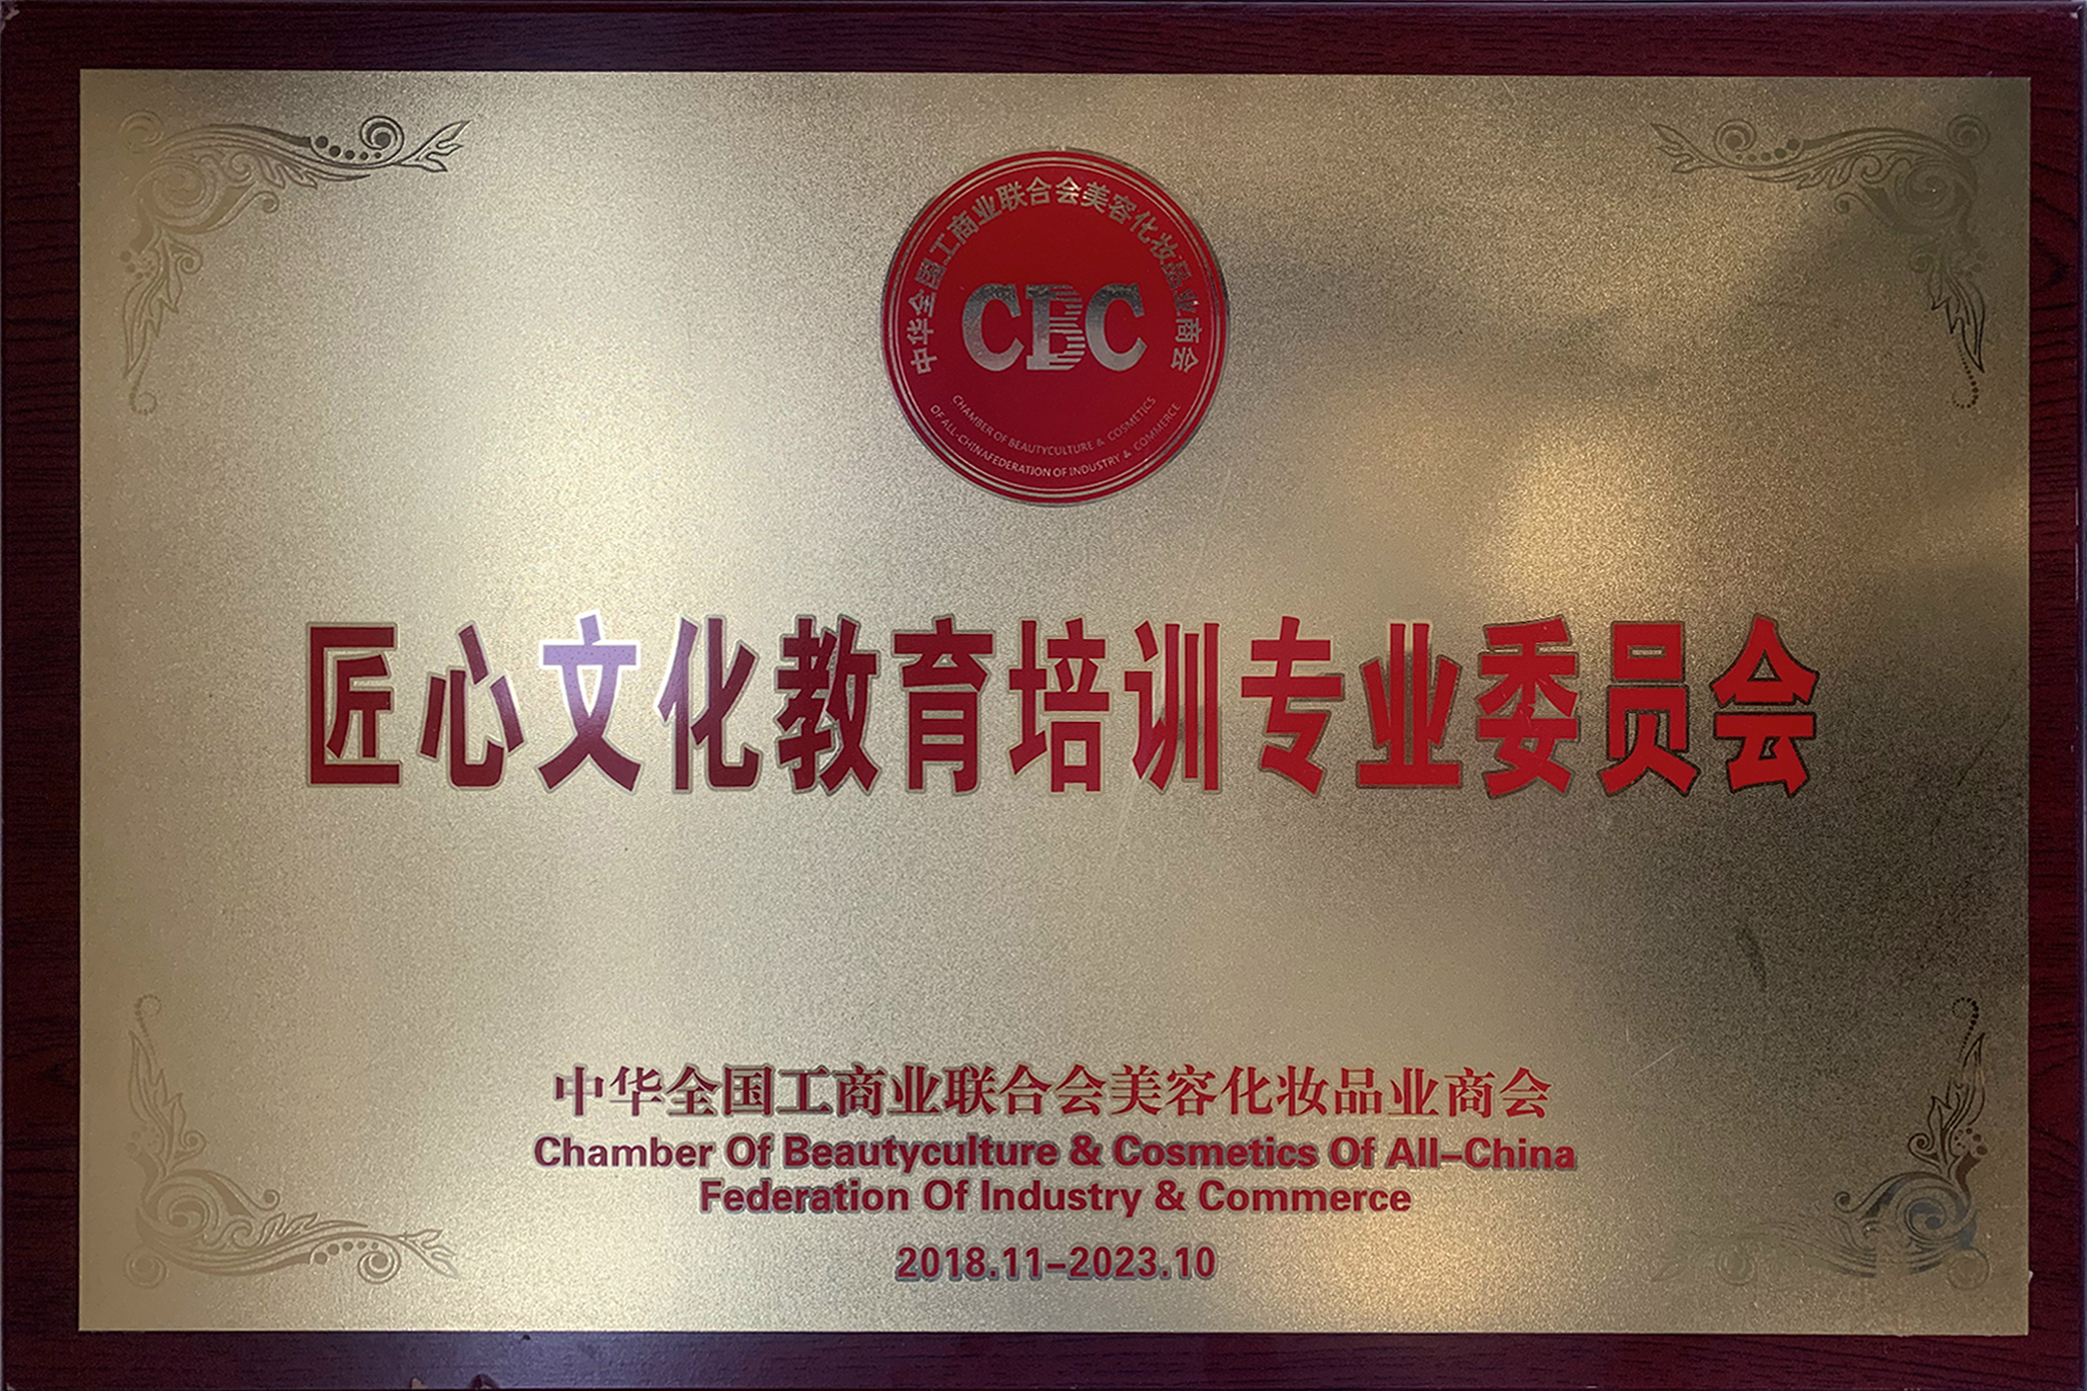 中华全国工商业联合会美容化妆品业商会
CBC
CHAMBER OF BEAUTYCULTURE & COSMETICS
OF ALL-CHINAFEDERATION OF INDUSTRY & COMMERCE
匠心文化教育培训专业委员会
中华全国工商业联合会美容化妆品业商会
Chamber Of Beautyculture & Cosmetics Of All-China
Federation Of Industry & Commerce
2018.11-2023.10